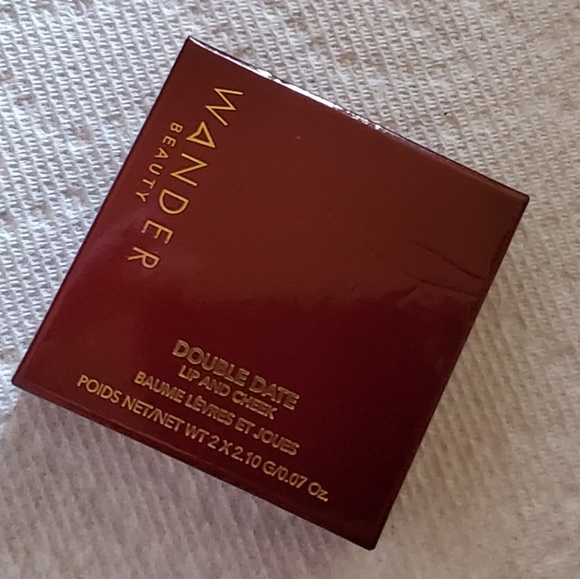 WANDER
BEAUTY
DOUBLE DATE
LIP AND CHEEK
BAUME LÈVRES ET JOUES
POIDS NET/NET WT 2 X 2.10 G/0.07 Oz.